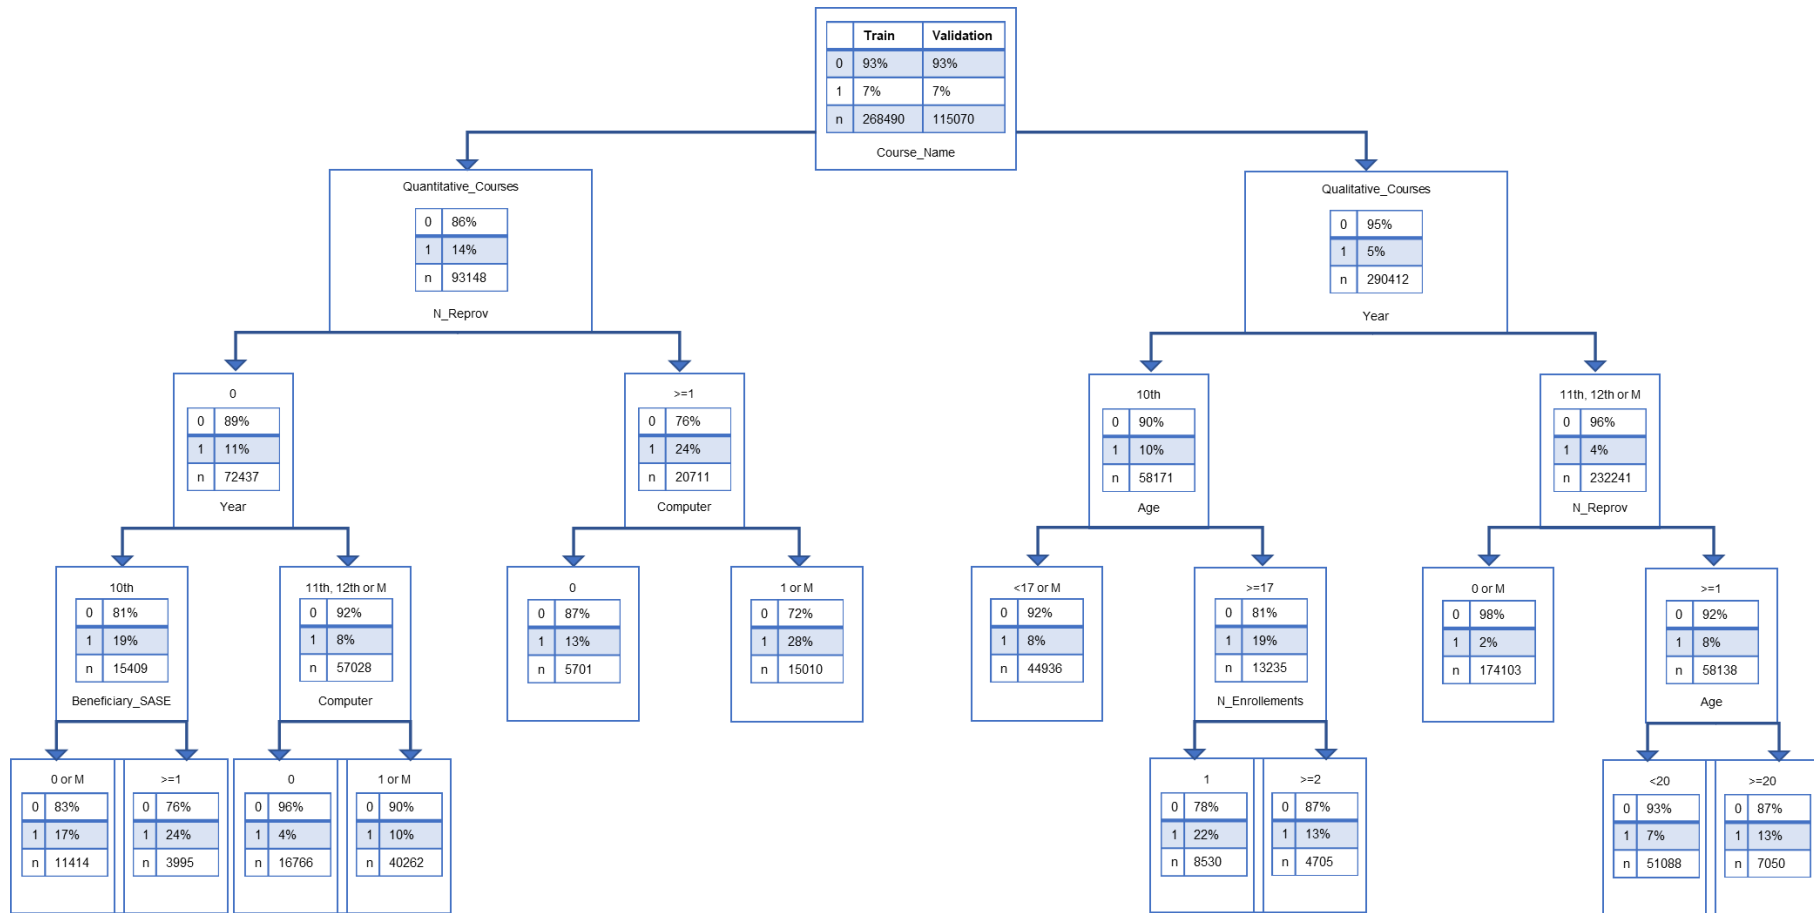 Train Validation
0 93% 93%
1 7% 7%
n 268490 115070
Course_Name
Quantitative_Courses
0 86%
1 14%
n 93148
N_Reprov
Qualitative_Courses
0 95%
1 5%
n 290412
Year
0
0 89%
1 11%
n 72437
Year
>=1
0 76%
1 24%
n 20711
Computer
10th
0 90%
1 10%
n 58171
Age
11th, 12th or M
0 96%
1 4%
n 232241
N_Reprov
10th
0 81%
1 19%
n 15409
Beneficiary_SASE
11th, 12th or M
0 92%
1 8%
n 57028
Computer
0
0 87%
1 13%
n 5701
1 or M
0 72%
1 28%
n 15010
<17 or M
0 92%
1 8%
n 44936
>=17
0 81%
1 19%
n 13235
N_Enrollements
0 or M
0 98%
1 2%
n 174103
>=1
0 92%
1 8%
n 58138
Age
0 or M
0 83%
1 17%
n 11414
>=1
0 76%
1 24%
n 3995
0
0 96%
1 4%
n 16766
1 or M
0 90%
1 10%
n 40262
1
0 78%
1 22%
n 8530
>=2
0 87%
1 13%
n 4705
<20
0 93%
1 7%
n 51088
>=20
0 87%
1 13%
n 7050